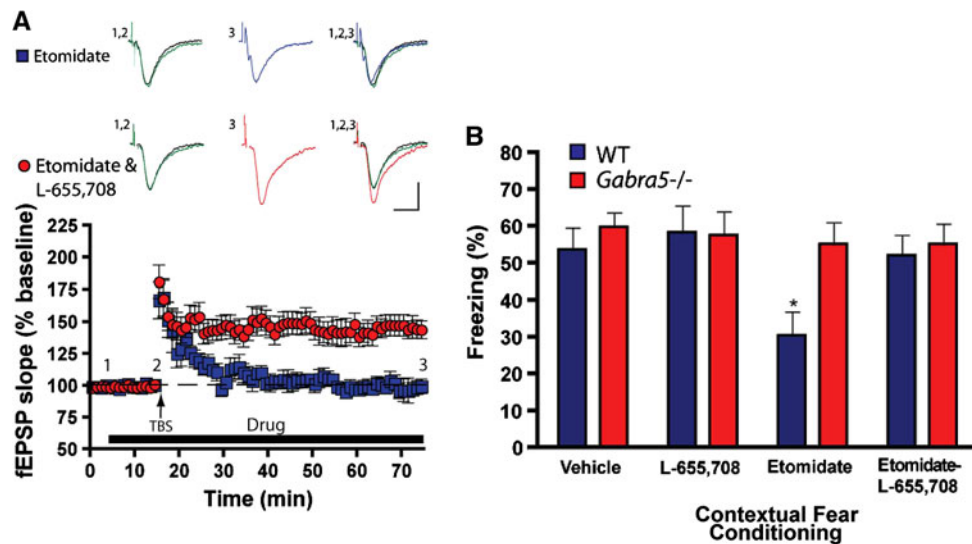 A
1,2
3
1,2,3
Etomidate
1,2
3
1,2,3
Etomidate &
L-655,708
225
200
175
150
125
100
75
50
fEPSP slope (% baseline)
1
2
3
TBS
Drug
0
10
20
30
40
50
60
70
Time (min)
B
WT
Gabra5-/-
80
70
60
50
40
30
20
10
0
Freezing (%)
*
Vehicle
L-655,708
Etomidate
Etomidate-
L-655,708
Contextual Fear
Conditioning